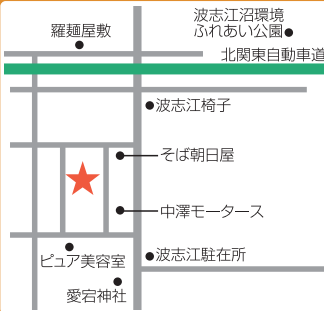 波志江沼環境
ふれあい公園
羅麺屋敷
北関東自動車道
波志江椅子
そば朝日屋
中澤モータース
波志江駐在所
ピュア美容室
愛宕神社